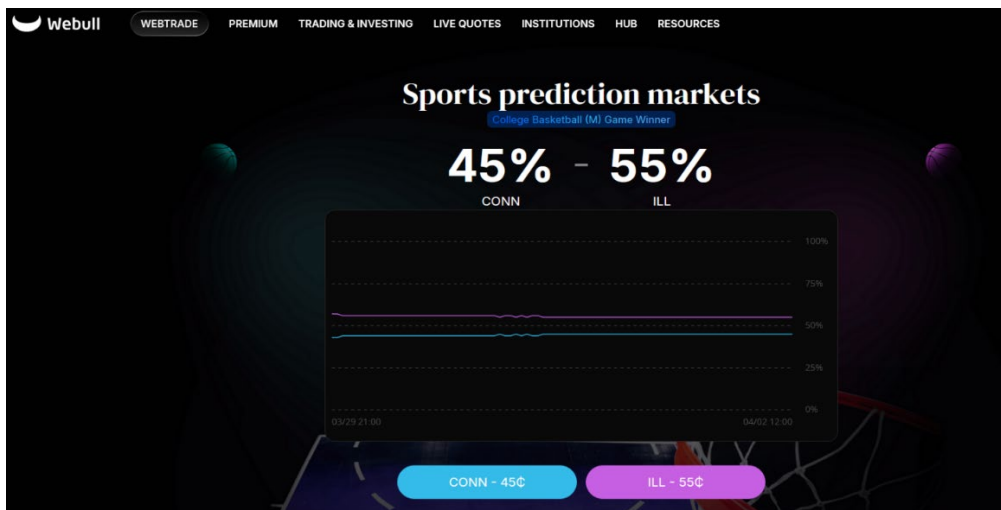 Webull WEBTRADE PREMIUM TRADING & INVESTING LIVE QUOTES INSTITUTIONS HUB RESOURCES
Sports prediction markets
College Basketball (M) Game Winner
45% - 55%
CONN ILL
100%
75%
50%
25%
0%
03/29 21:00 04/02 12:00
CONN - 45₵ ILL - 55₵